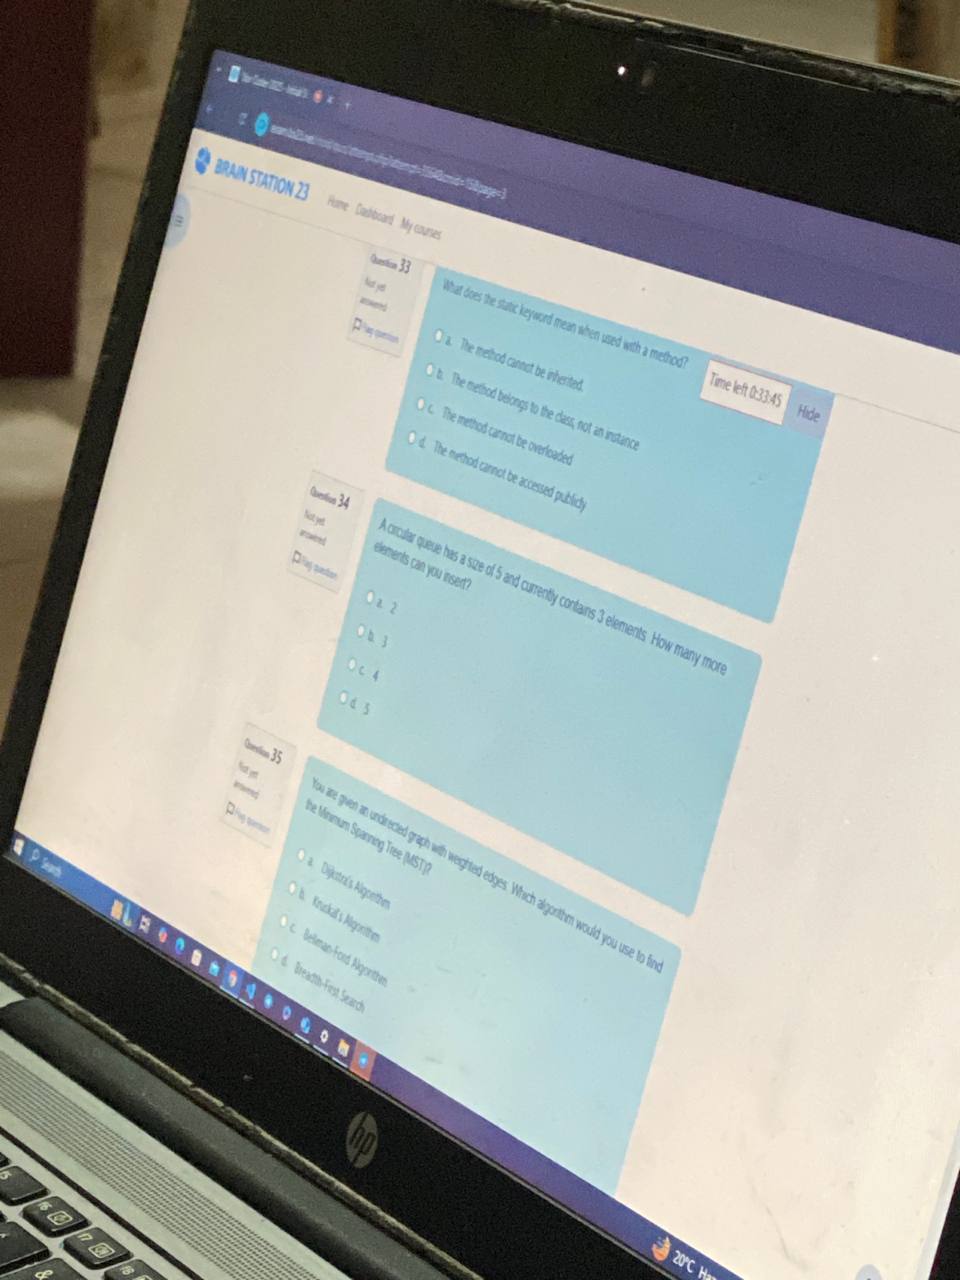 BRAIN STATION 23
Home Dashboard My courses
Question 33
Not yet
answered
Flag question
What does the static keyword mean when used with a method?
a. The method cannot be inherited.
b. The method belongs to the class, not an instance
c. The method cannot be overloaded
d. The method cannot be accessed publicly
Time left 0:33:45
Hide
Question 34
Not yet
answered
Flag question
A circular queue has a size of 5 and currently contains 3 elements. How many more
elements can you insert?
a. 2
b. 3
c. 4
d. 5
Question 35
Not yet
answered
Flag question
You are given an undirected graph with weighted edges. Which algorithm would you use to find
the Minimum Spanning Tree (MST)?
a. Dijkstra's Algorithm
b. Kruskal's Algorithm
c. Bellman-Ford Algorithm
d. Breadth-First Search
Search
20°C
hp